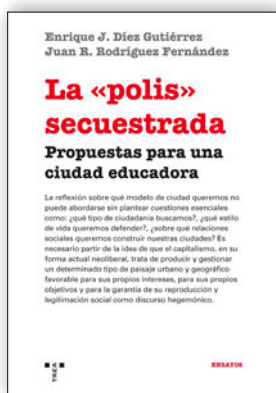 Enrique J. Díez Gutiérrez
Juan R. Rodríguez Fernández
La «polis»
secuestrada
Propuestas para una
ciudad educadora
La reflexión sobre qué modelo de ciudad queremos no
puede abordarse sin plantear cuestiones esenciales
como: ¿qué tipo de ciudadanía buscamos?, ¿qué estilo
de vida queremos defender?, ¿sobre qué relaciones
sociales queremos construir nuestras ciudades? Es
necesario partir de la idea de que el capitalismo, en su
forma actual neoliberal, trata de producir y gestionar
un determinado tipo de paisaje urbano y geográfico
favorable para sus propios intereses, para sus propios
objetivos y para la garantía de su reproducción y
legitimación social como discurso hegemónico.
TREA
ENSAYOS